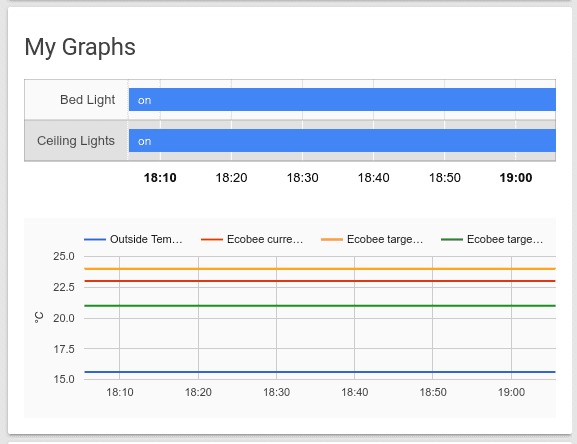 My Graphs
Bed Light on
Ceiling Lights on
18:10 18:20 18:30 18:40 18:50 19:00
Outside Tem… Ecobee curre… Ecobee targe… Ecobee targe…
25.0
22.5
20.0
17.5
15.0
°C
18:10 18:20 18:30 18:40 18:50 19:00